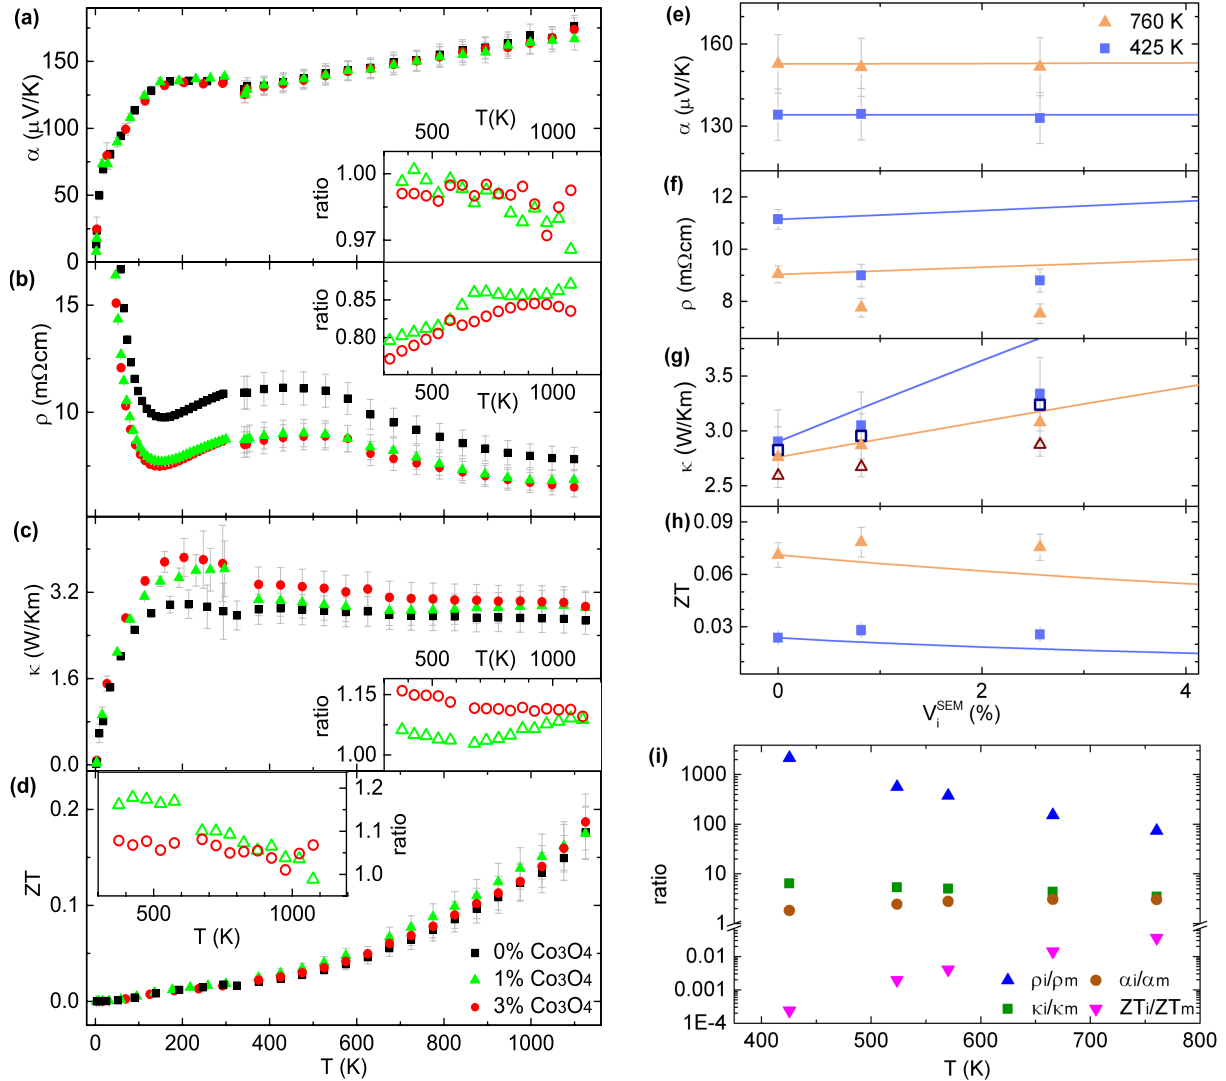 (a)
150
100
50
0
α (μV/K)
T(K)
500
1000
1.00
0.97
ratio
(b)
15
10
ρ (mΩcm)
0.85
0.80
ratio
500
1000
T(K)
(c)
3.2
1.6
0.0
κ (W/Km)
500
T(K)
1000
1.15
1.00
ratio
(d)
0.2
0.1
0.0
ZT
1.2
1.1
1.0
ratio
500
1000
T (K)
0% Co3O4
1% Co3O4
3% Co3O4
0
200
400
600
800
1000
T (K)
(e)
156
130
α (μV/K)
760 K
425 K
(f)
12
10
8
ρ (mΩcm)
(g)
3.5
3.0
2.5
κ (W/Km)
(h)
0.09
0.06
0.03
ZT
0
2
4
V_i^SEM (%)
(i)
1000
100
10
1
0.01
0.001
1E-4
ratio
ρi/ρm
αi/αm
κi/κm
ZTi/ZTm
400
500
600
700
800
T (K)